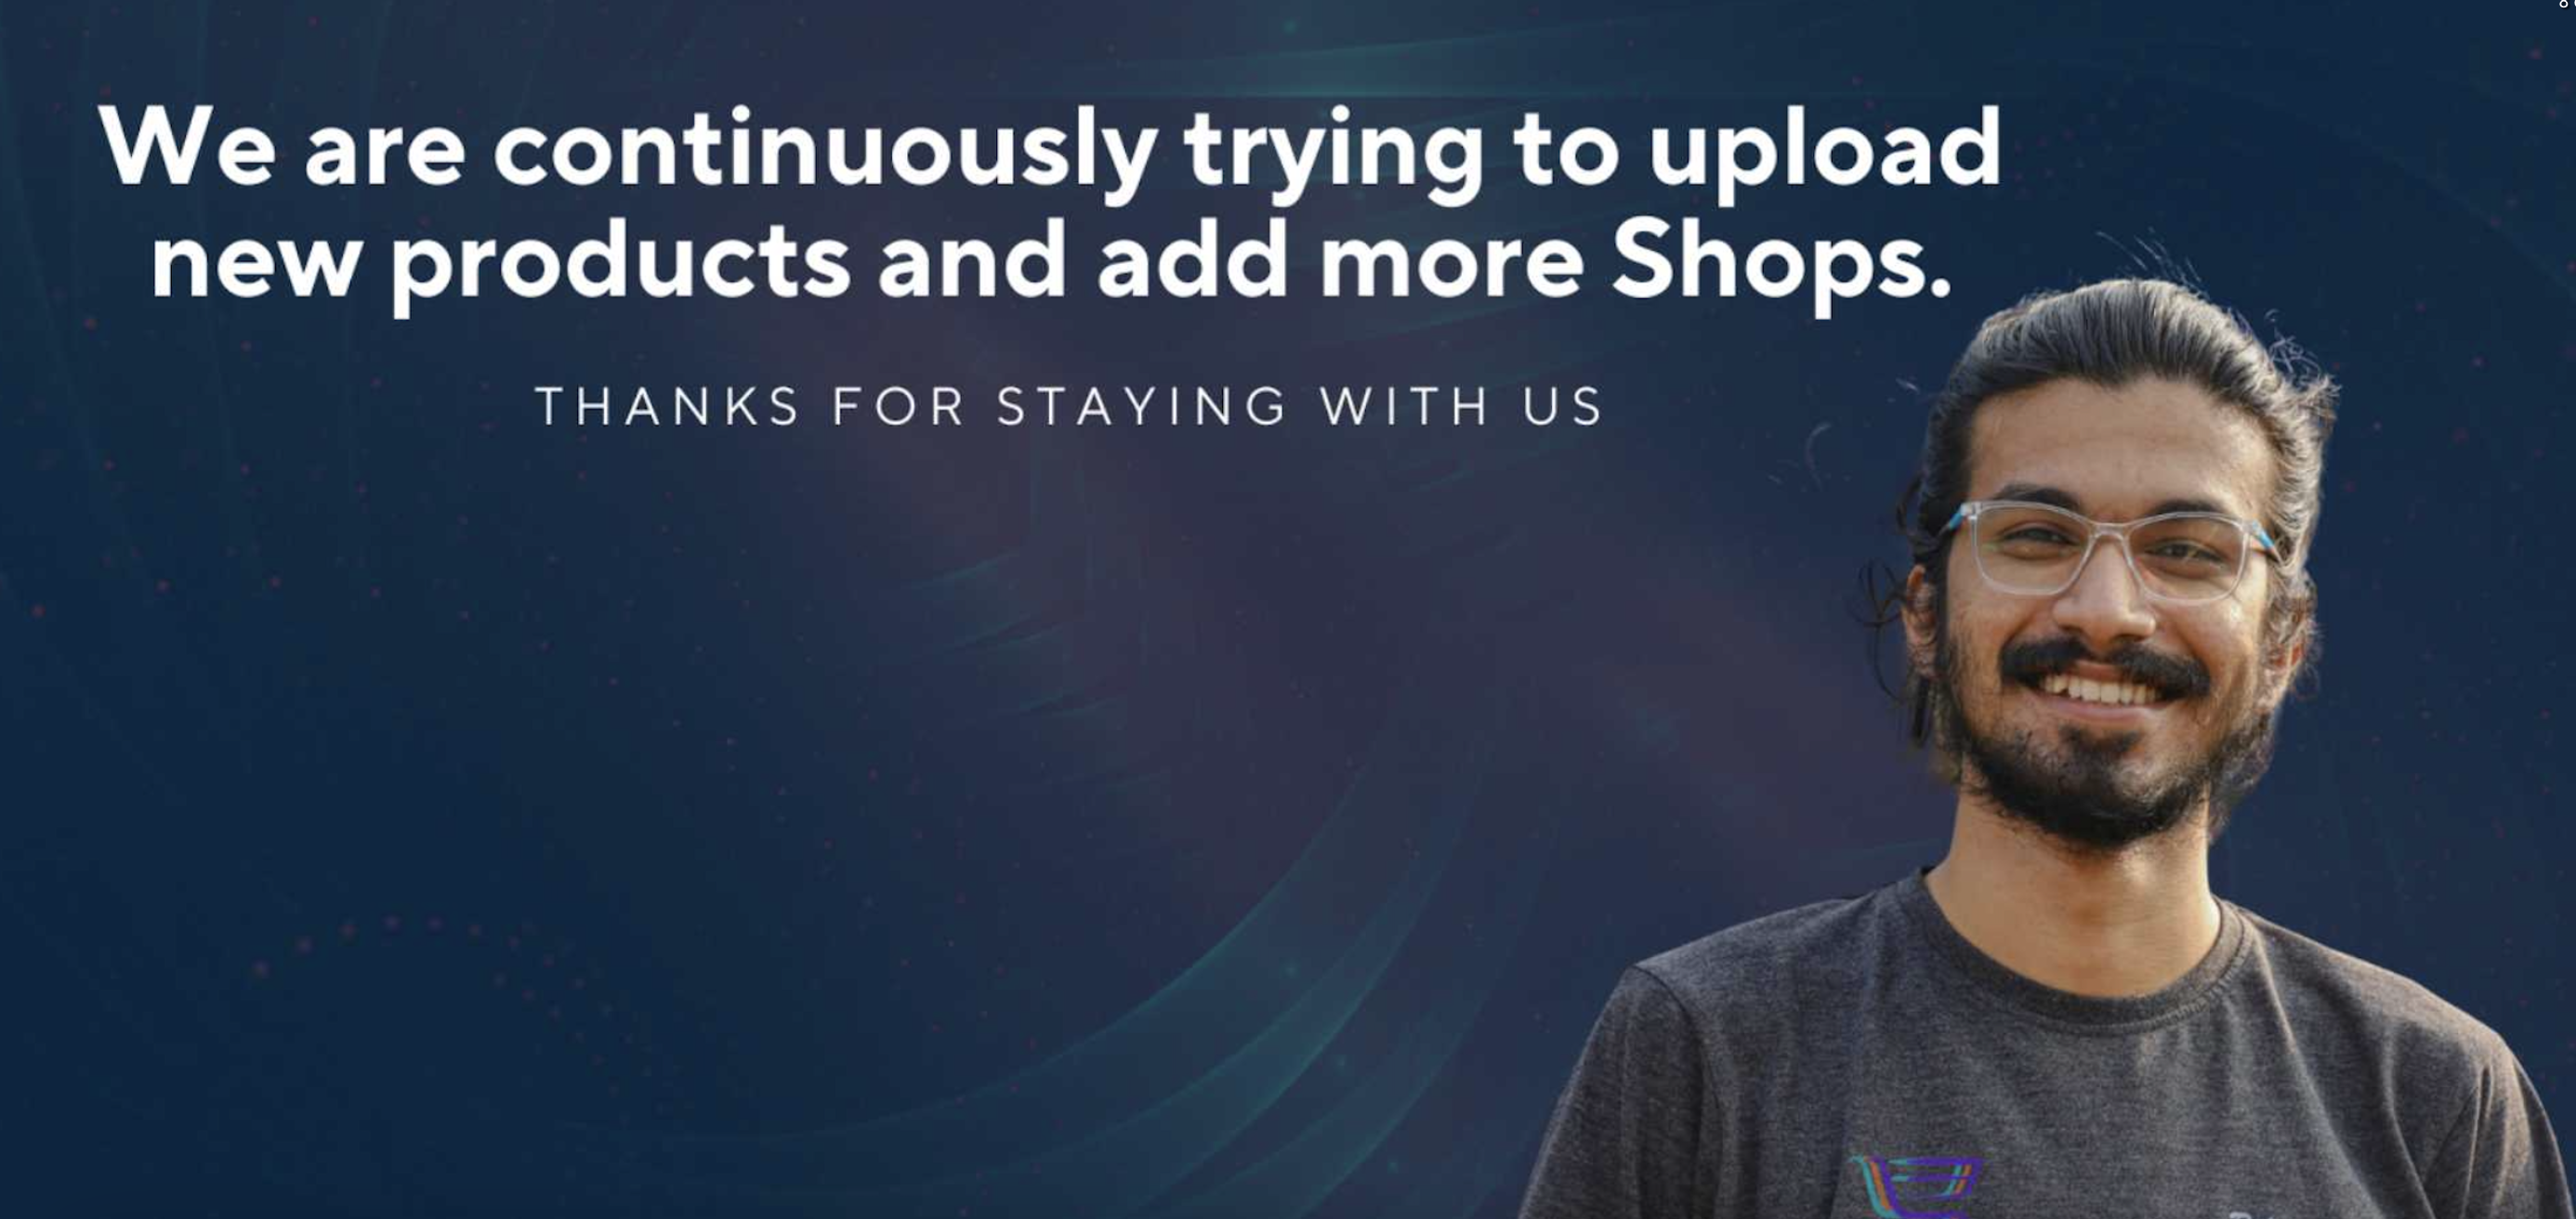 We are continuously trying to upload
new products and add more Shops.
THANKS FOR STAYING WITH US